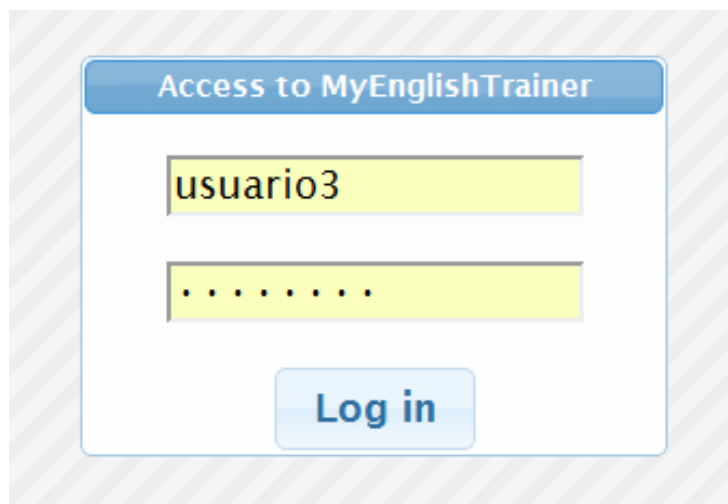 Access to MyEnglishTrainer
usuario3
........
Log in